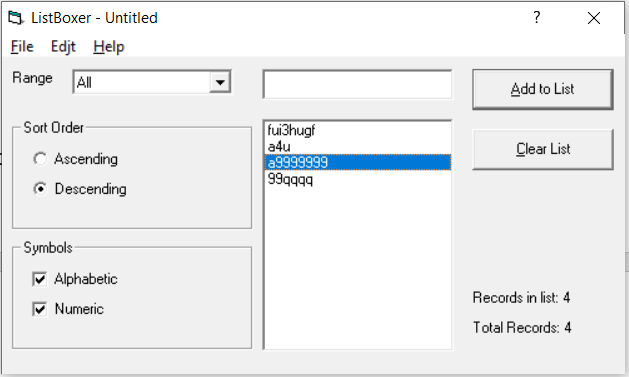 ListBoxer - Untitled
?
File Edit Help
Range All
Add to List
Sort Order
Ascending
Descending
fui3hugf
a4u
a9999999
99qqqq
Clear List
Symbols
Alphabetic
Numeric
Records in list: 4
Total Records: 4